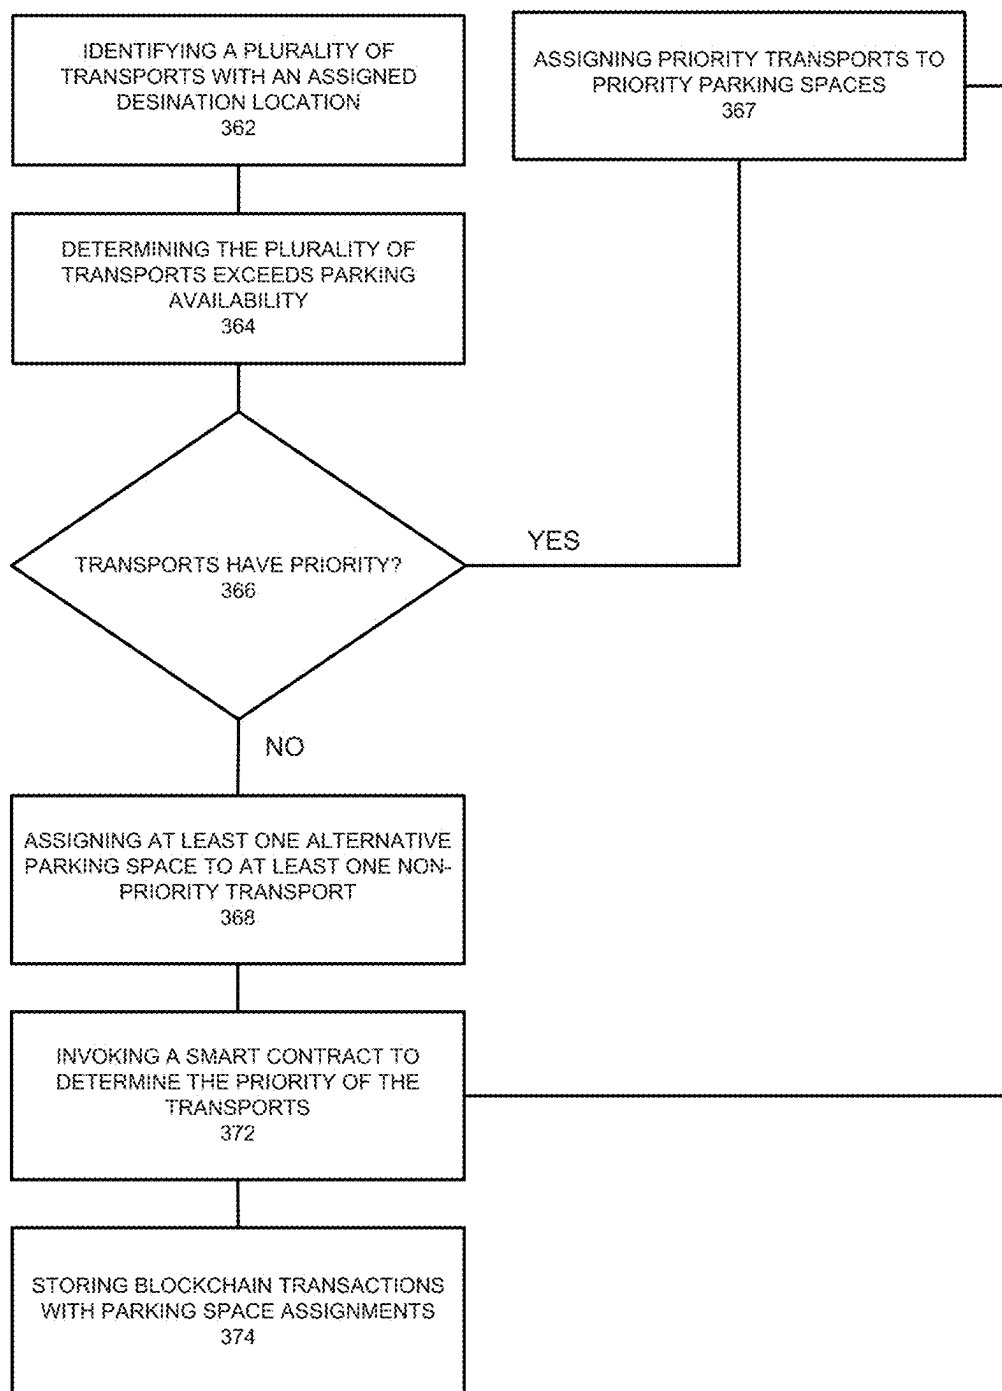 IDENTIFYING A PLURALITY OF
TRANSPORTS WITH AN ASSIGNED
DESINATION LOCATION
362
ASSIGNING PRIORITY TRANSPORTS TO
PRIORITY PARKING SPACES
367
DETERMINING THE PLURALITY OF
TRANSPORTS EXCEEDS PARKING
AVAILABILITY
364
TRANSPORTS HAVE PRIORITY?
366
YES
NO
ASSIGNING AT LEAST ONE ALTERNATIVE
PARKING SPACE TO AT LEAST ONE NON-
PRIORITY TRANSPORT
368
INVOKING A SMART CONTRACT TO
DETERMINE THE PRIORITY OF THE
TRANSPORTS
372
STORING BLOCKCHAIN TRANSACTIONS
WITH PARKING SPACE ASSIGNMENTS
374